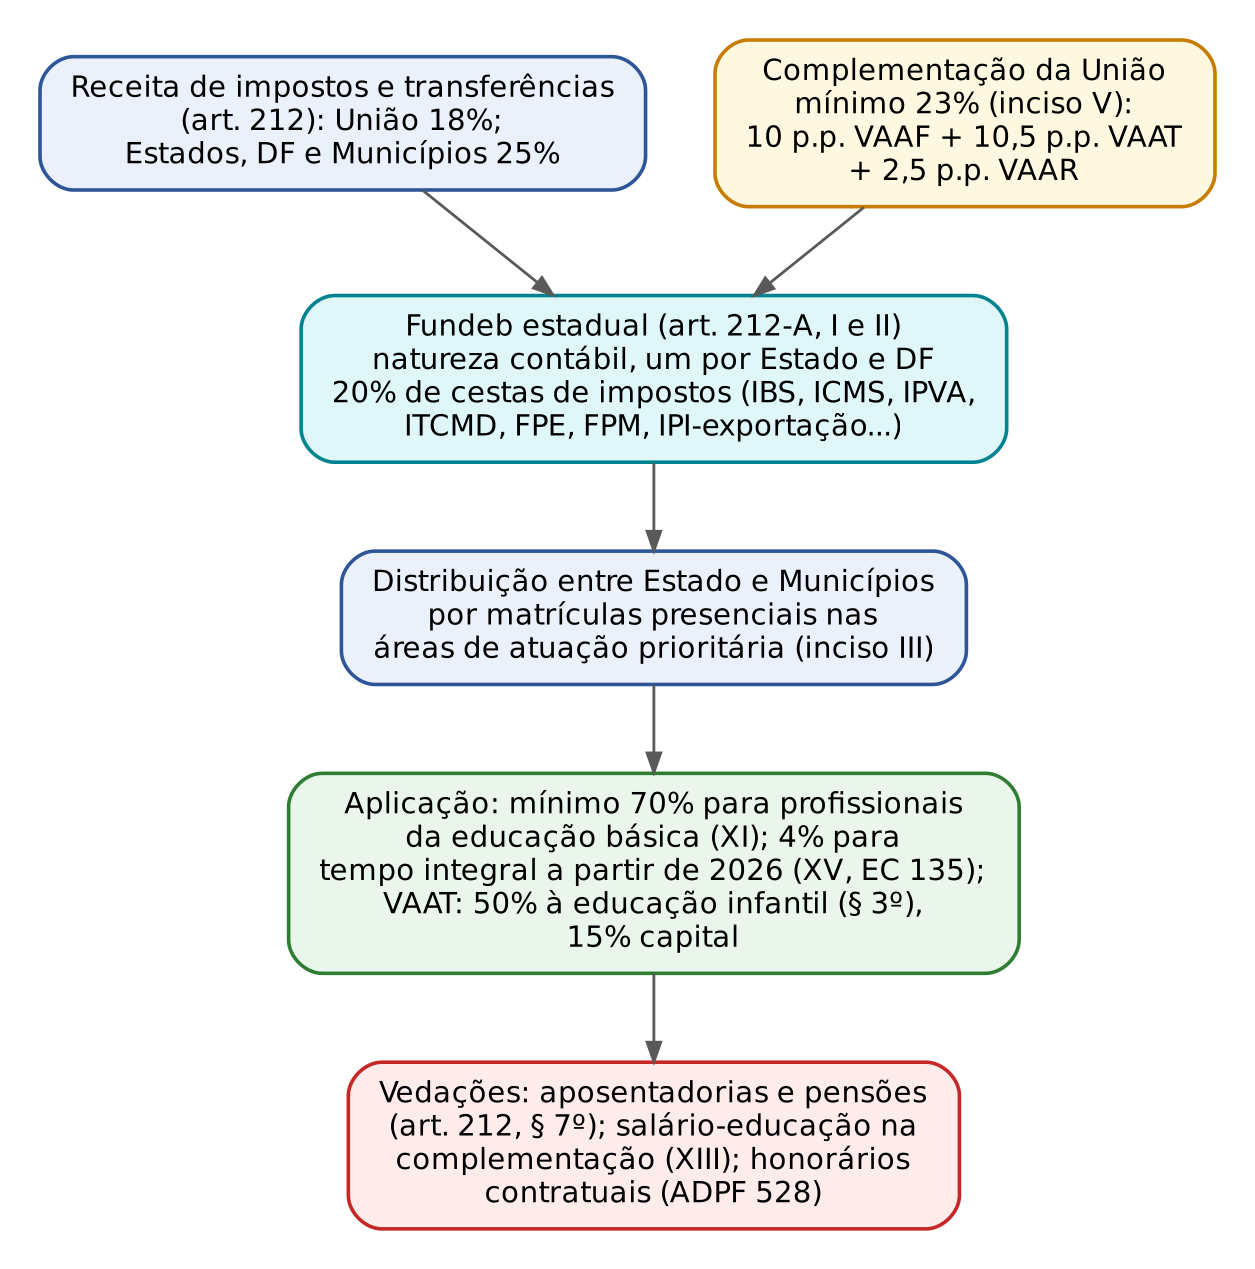 Receita de impostos e transferências
(art. 212): União 18%;
Estados, DF e Municípios 25%
Complementação da União
mínimo 23% (inciso V):
10 p.p. VAAF + 10,5 p.p. VAAT
+ 2,5 p.p. VAAR
Fundeb estadual (art. 212-A, I e II)
natureza contábil, um por Estado e DF
20% de cestas de impostos (IBS, ICMS, IPVA,
ITCMD, FPE, FPM, IPI-exportação...)
Distribuição entre Estado e Municípios
por matrículas presenciais nas
áreas de atuação prioritária (inciso III)
Aplicação: mínimo 70% para profissionais
da educação básica (XI); 4% para
tempo integral a partir de 2026 (XV, EC 135);
VAAT: 50% à educação infantil (§ 3º),
15% capital
Vedações: aposentadorias e pensões
(art. 212, § 7º); salário-educação na
complementação (XIII); honorários
contratuais (ADPF 528)